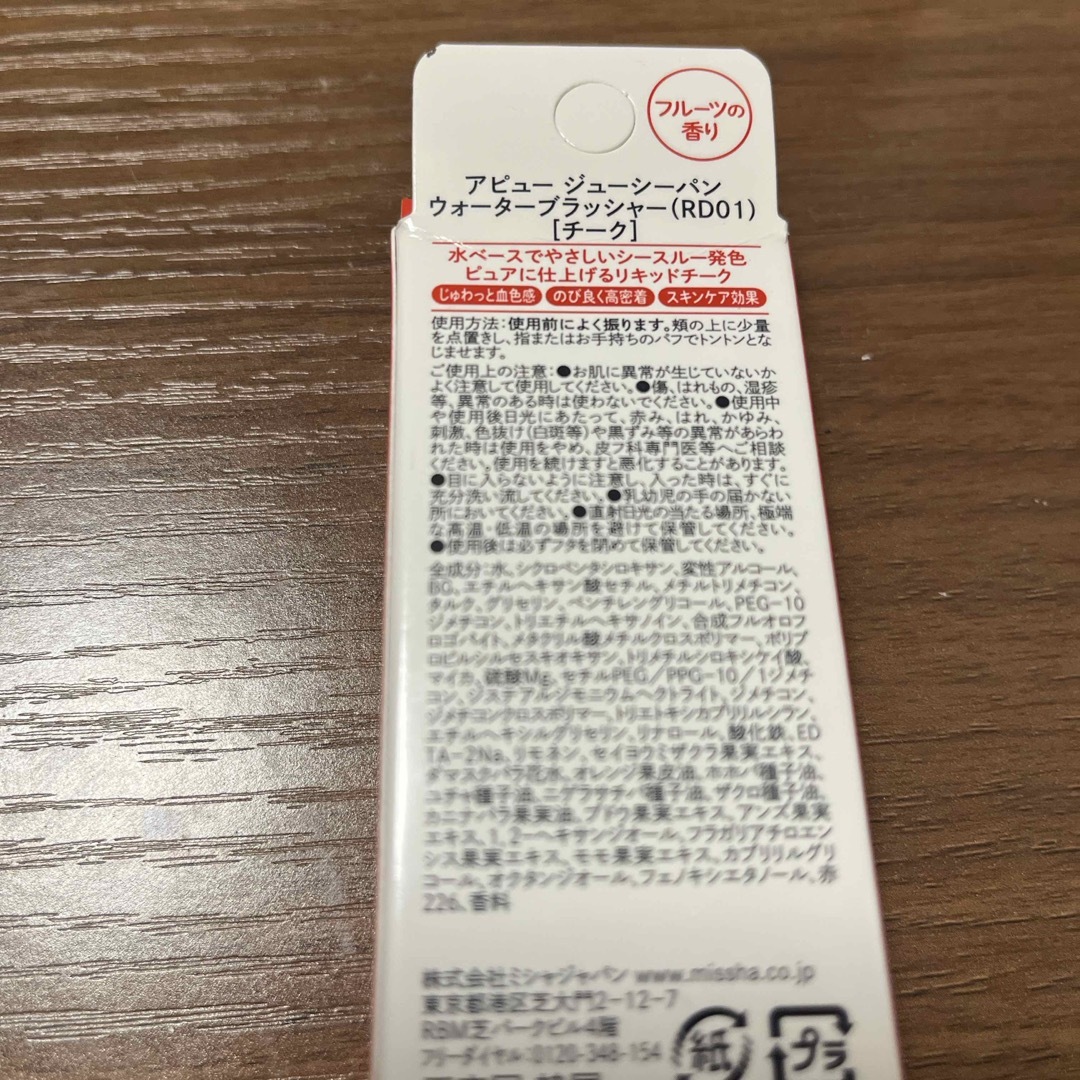 フルーツの
香り
アピュー ジューシーパン
ウォーターブラッシャー(RD01)
[チーク]
水ベースでやさしいシースルー発色
ピュアに仕上げるリキッドチーク
じゅわっと血色感 のび良く高密着 スキンケア効果
使用方法:使用前によく振ります。頬の上に少量
を点置きし、指またはお手持ちのパフでトントンとな
じませます。
ご使用上の注意:●お肌に異常が生じていないか
よく注意して使用してください。●傷、はれもの、湿疹
等、異常のある時は使わないでください。●使用中
や使用後日光にあたって、赤み、はれ、かゆみ、
刺激、色抜け(白斑等)や黒ずみ等の異常があらわ
れた時は使用をやめ、皮フ科専門医等へご相談
ください。使用を続けますと悪化することがあります。
●目に入らないように注意し、入った時は、すぐに
充分洗い流してください。●乳幼児の手の届かない
所においてください。●直射日光の当たる場所、極端
な高温・低温の場所を避けて保管してください。
●使用後は必ずフタを閉めて保管してください。
全成分:水、シクロペンタシロキサン、変性アルコール、
BG、エチルヘキサン酸セチル、メチルトリメチコン、
タルク、グリセリン、ペンチレングリコール、PEG-10
ジメチコン、トリエチルヘキサノイン、合成フルオロフ
ロゴパイト、メタクリル酸メチルクロスポリマー、ポリプ
ロピルシルセスキオキサン、トリメチルシロキシケイ酸、
マイカ、硫酸Mg、セチルPEG/PPG-10/1ジメチ
コン、ジステアルジモニウムヘクトライト、ジメチコン、
ジメチコンクロスポリマー、トリエトキシカプリリルシラン、
エチルヘキシルグリセリン、リナロール、酸化鉄、ED
TA-2Na、リモネン、セイヨウミザクラ果実エキス、
ダマスクバラ花水、オレンジ果皮油、ホホバ種子油、
ユチャ種子油、ニグラサチバ種子油、ザクロ種子油、
カニナバラ果実油、ブドウ果実エキス、アンズ果実
エキス、1,2-ヘキサンジオール、フラガリアチロエン
シス果実エキス、モモ果実エキス、カプリリルグリ
コール、オクタンジオール、フェノキシエタノール、赤
226、香料
株式会社ミシャジャパン www.missha.co.jp
東京都港区芝大門2-12-7
RBM芝パークビル4階
フリーダイヤル:0120-348-154
紙 プラ